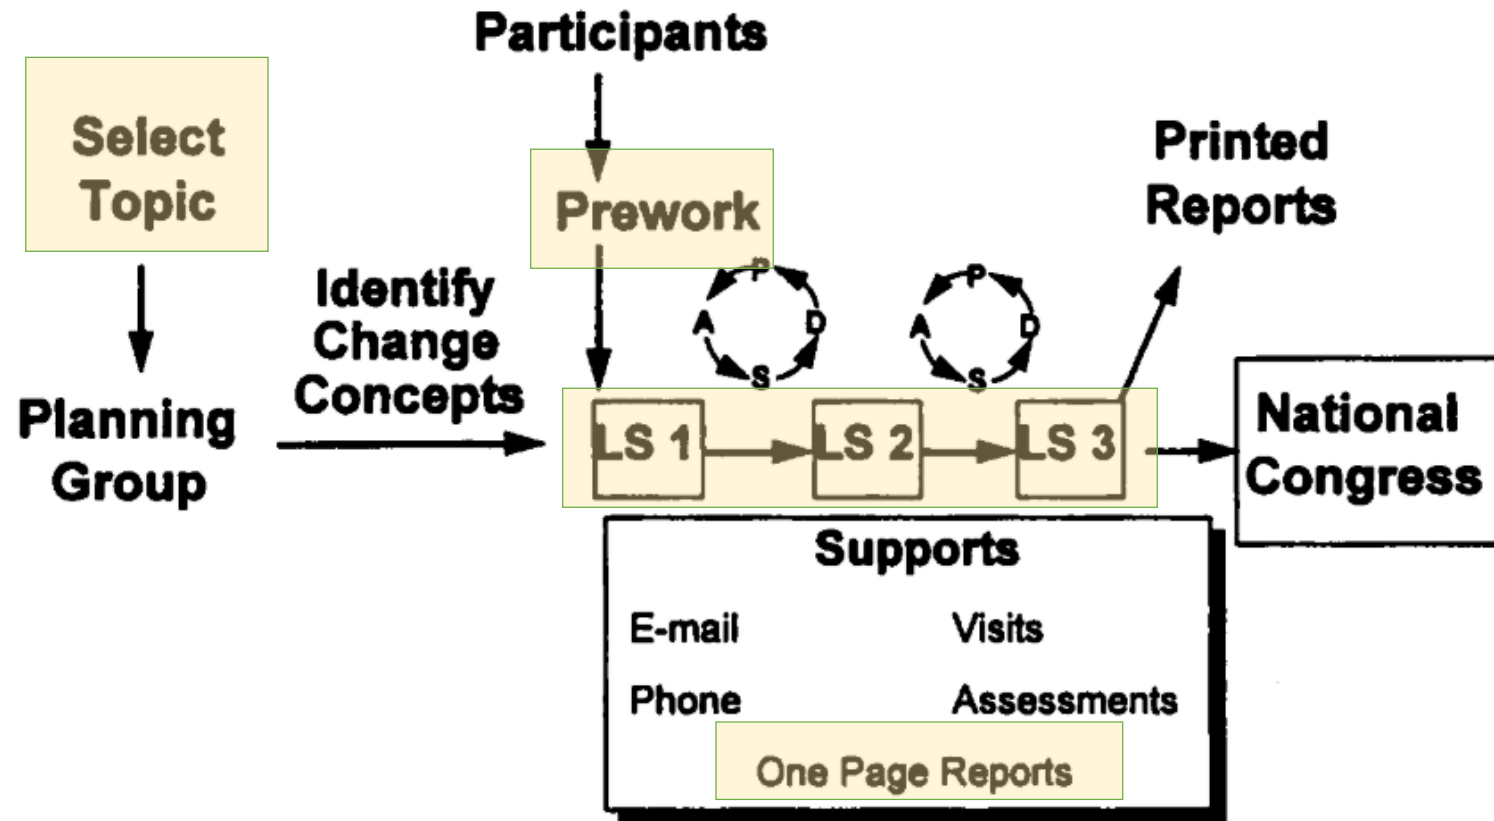 Participants
Select
Topic
Prework
Printed
Reports
Identify
Change
Concepts
P
A
D
S
P
A
D
S
Planning
Group
LS 1
LS 2
LS 3
National
Congress
Supports
E-mail
Visits
Phone
Assessments
One Page Reports